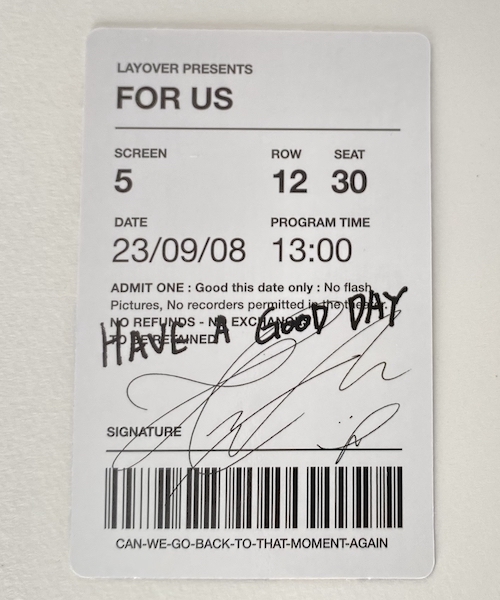 LAYOVER PRESENTS
FOR US
SCREEN ROW SEAT
5 12 30
DATE PROGRAM TIME
23/09/08 13:00
ADMIT ONE : Good this date only : No flash
Pictures, No recorders permitted in the theater.
NO REFUNDS - NO EXCHANGE
TO BE RETAINED
HAVE A GOOD DAY
SIGNATURE
CAN-WE-GO-BACK-TO-THAT-MOMENT-AGAIN